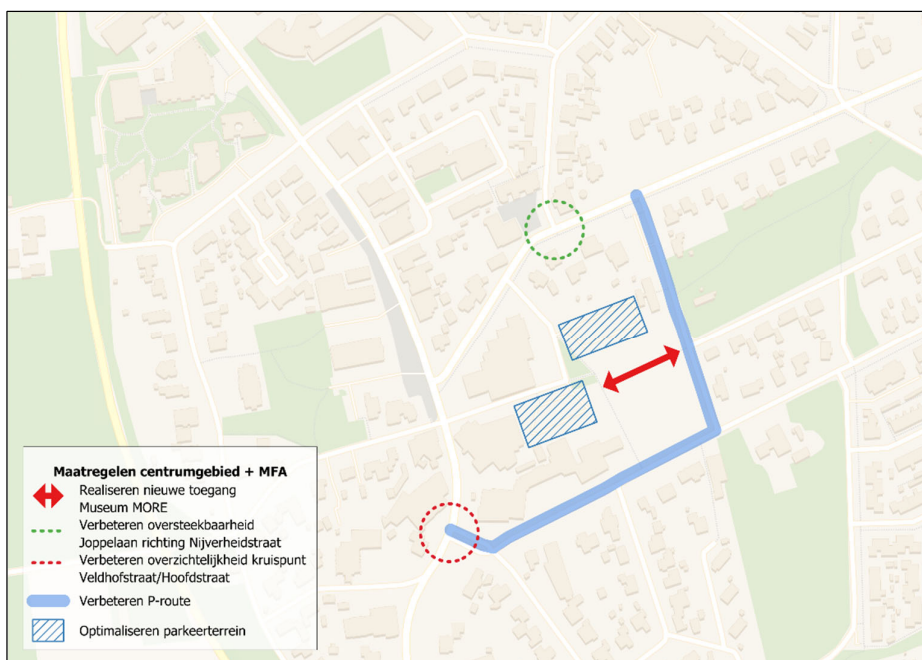 Maatregelen centrumgebied + MFA
Realiseren nieuwe toegang
Museum MORE
Verbeteren oversteekbaarheid
Joppelaan richting Nijverheidstraat
Verbeteren overzichtelijkheid kruispunt
Veldhofstraat/Hoofdstraat
Verbeteren P-route
Optimaliseren parkeerterrein